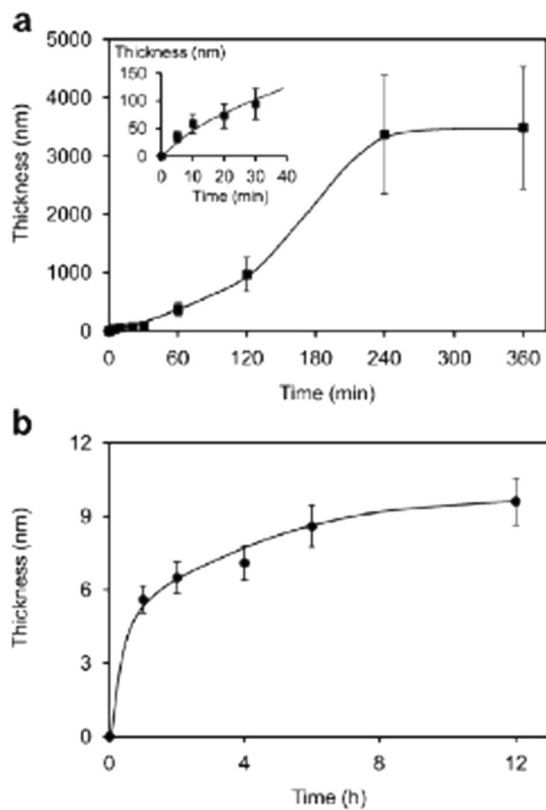 a
Thickness (nm)
5000
4000
3000
2000
1000
0
0 60 120 180 240 300 360
Time (min)
Thickness (nm)
150
100
50
0
0 10 20 30 40
Time (min)
b
Thickness (nm)
12
9
6
3
0
0 4 8 12
Time (h)